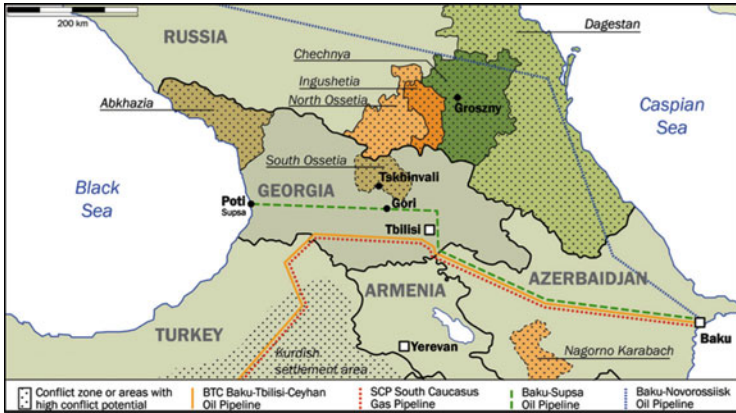 200 km
RUSSIA
Dagestan
Chechnya
Ingushetia
North Ossetia
Abkhazia
Groszny
Caspian
Sea
South Ossetia
Tskhinvali
Black
Sea
GEORGIA
Poti
Supsa
Gori
Tbilisi
AZERBAIDJAN
ARMENIA
TURKEY
Baku
Kurdish
settlement area
Yerevan
Nagorno Karabach
Conflict zone or areas with
high conflict potential
BTC Baku-Tbilisi-Ceyhan
Oil Pipeline
SCP South Caucasus
Gas Pipeline
Baku-Supsa
Oil Pipeline
Baku-Novorossiisk
Oil Pipeline